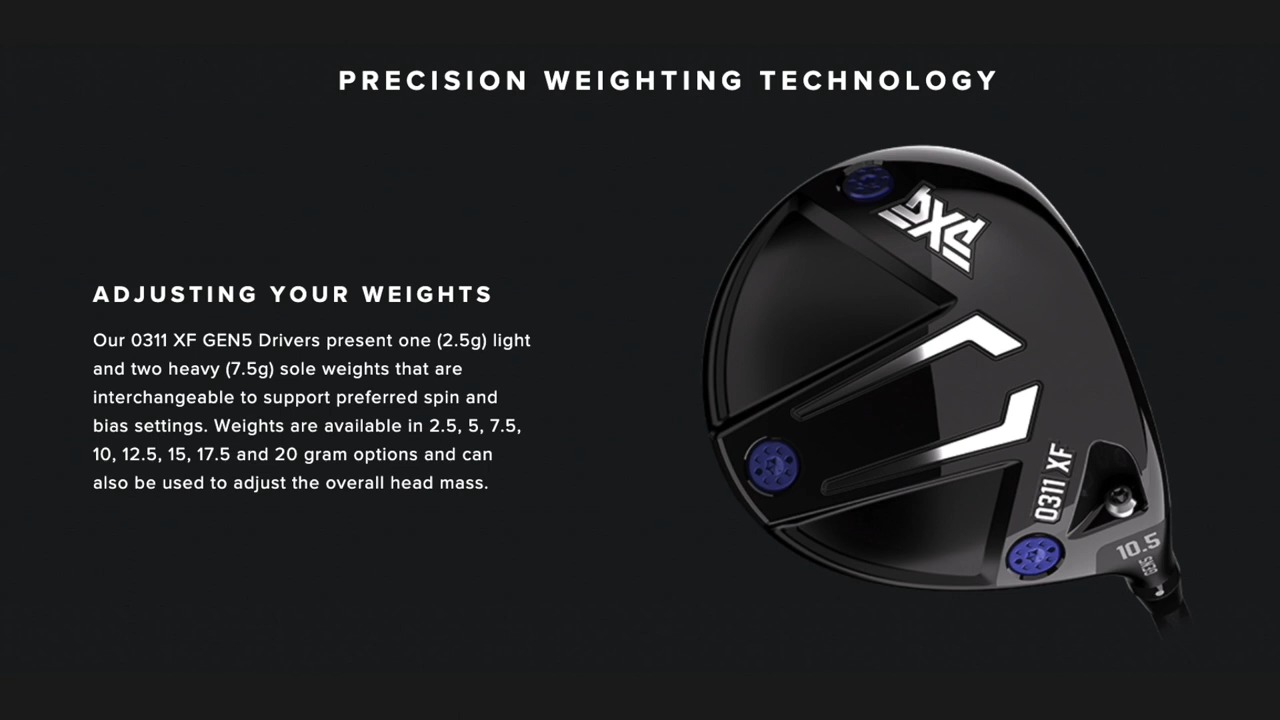 PRECISION WEIGHTING TECHNOLOGY
ADJUSTING YOUR WEIGHTS
Our 0311 XF GEN5 Drivers present one (2.5g) light
and two heavy (7.5g) sole weights that are
interchangeable to support preferred spin and
bias settings. Weights are available in 2.5, 5, 7.5,
10, 12.5, 15, 17.5 and 20 gram options and can
also be used to adjust the overall head mass.
PXG
0311 XF
10.5
GEN5